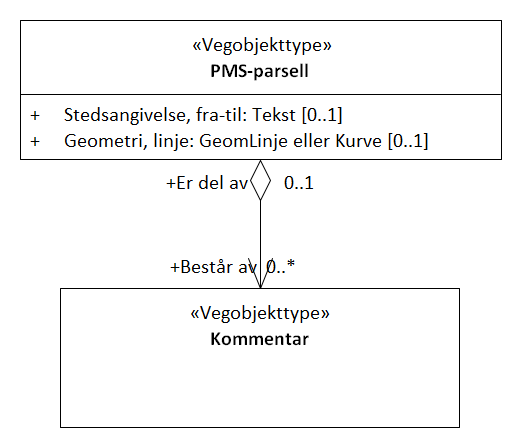 «Vegobjekttype»
PMS-parsell
+ Stedsangivelse, fra-til: Tekst [0..1]
+ Geometri, linje: GeomLinje eller Kurve [0..1]
+Er del av 0..1
+Består av 0..*
«Vegobjekttype»
Kommentar